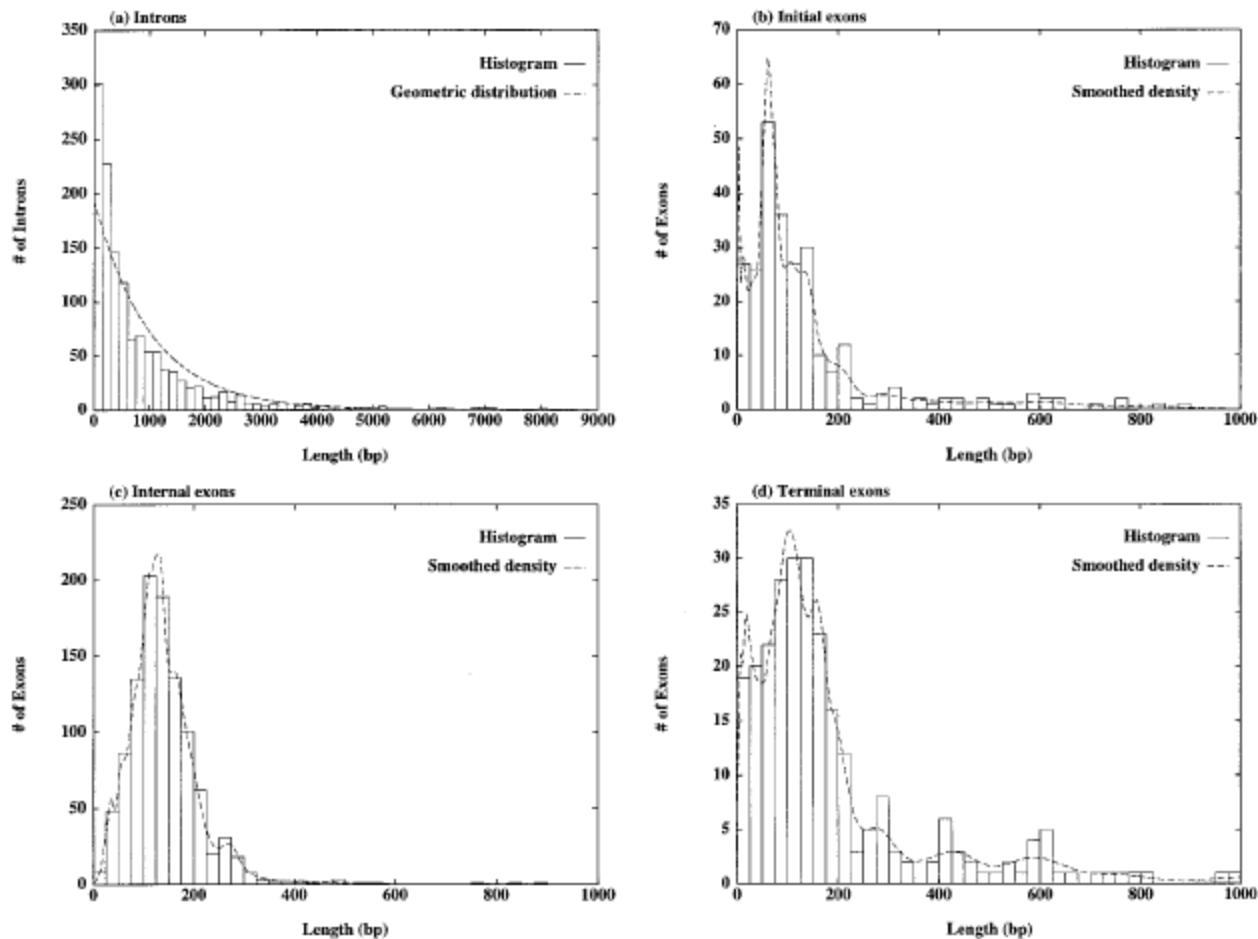 (a) Introns
350
300
250
200
150
100
50
0
# of Introns
Histogram
Geometric distribution
0 1000 2000 3000 4000 5000 6000 7000 8000 9000
Length (bp)
(b) Initial exons
70
60
50
40
30
20
10
0
# of Exons
Histogram
Smoothed density
0 200 400 600 800 1000
Length (bp)
(c) Internal exons
250
200
150
100
50
0
# of Exons
Histogram
Smoothed density
0 200 400 600 800 1000
Length (bp)
(d) Terminal exons
35
30
25
20
15
10
5
0
# of Exons
Histogram
Smoothed density
0 200 400 600 800 1000
Length (bp)